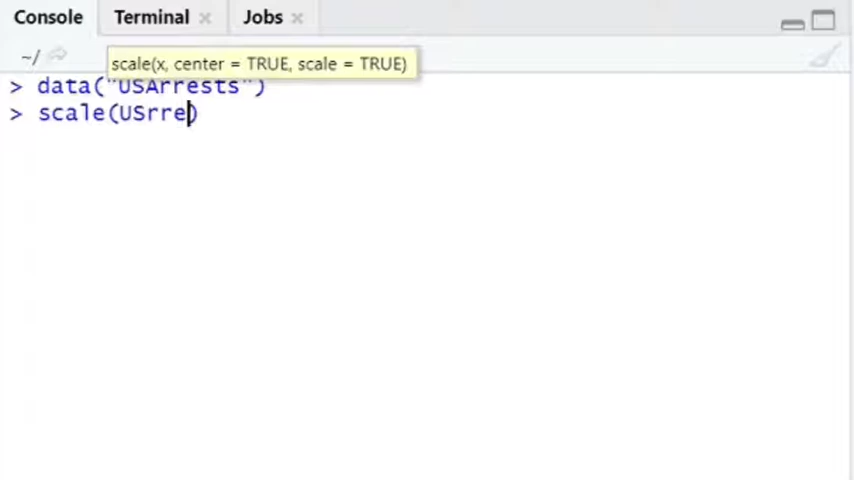 Console Terminal × Jobs ×
~/
scale(x, center = TRUE, scale = TRUE)
> data("USArrests")
> scale(USrre)